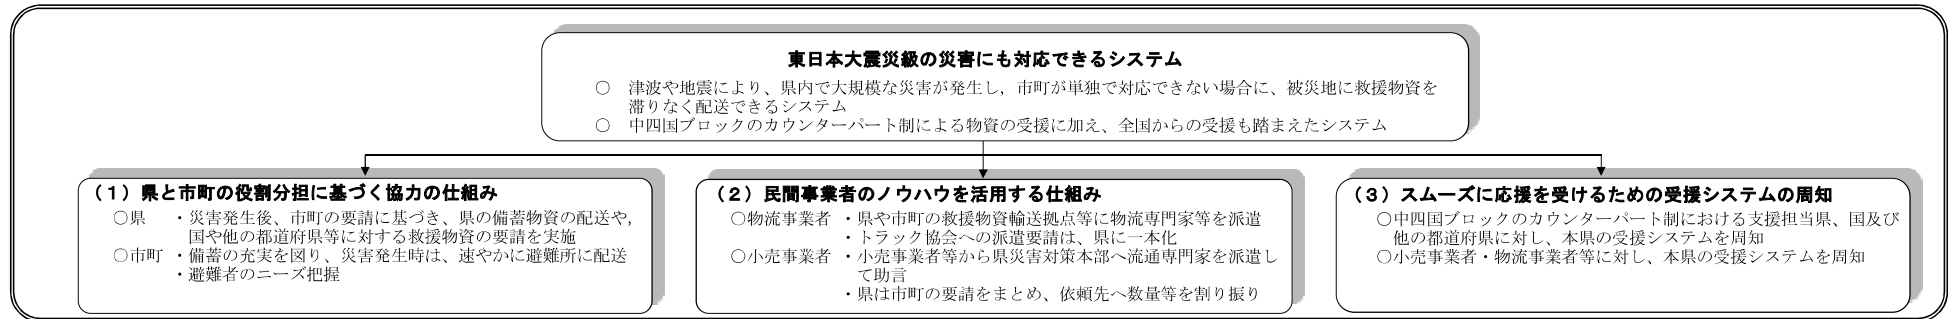 東日本大震災級の災害にも対応できるシステム
○　津波や地震により、県内で大規模な災害が発生し，市町が単独で対応できない場合に、被災地に救援物資を
滞りなく配送できるシステム
○　中四国ブロックのカウンターパート制による物資の受援に加え、全国からの受援も踏まえたシステム
（１）県と市町の役割分担に基づく協力の仕組み
○県　・災害発生後、市町の要請に基づき、県の備蓄物資の配送や，
国や他の都道府県等に対する救援物資の要請を実施
○市町　・備蓄の充実を図り、災害発生時は、速やかに避難所に配送
・避難者のニーズ把握
（２）民間事業者のノウハウを活用する仕組み
○物流事業者　・県や市町の救援物資輸送拠点等に物流専門家等を派遣
・トラック協会への派遣要請は、県に一本化
○小売事業者　・小売事業者等から県災害対策本部へ流通専門家を派遣し
て助言
・県は市町の要請をまとめ、依頼先へ数量等を割り振り
（３）スムーズに応援を受けるための受援システムの周知
○中四国ブロックのカウンターパート制における支援担当県、国及び
他の都道府県に対し、本県の受援システムを周知
○小売事業者・物流事業者等に対し、本県の受援システムを周知